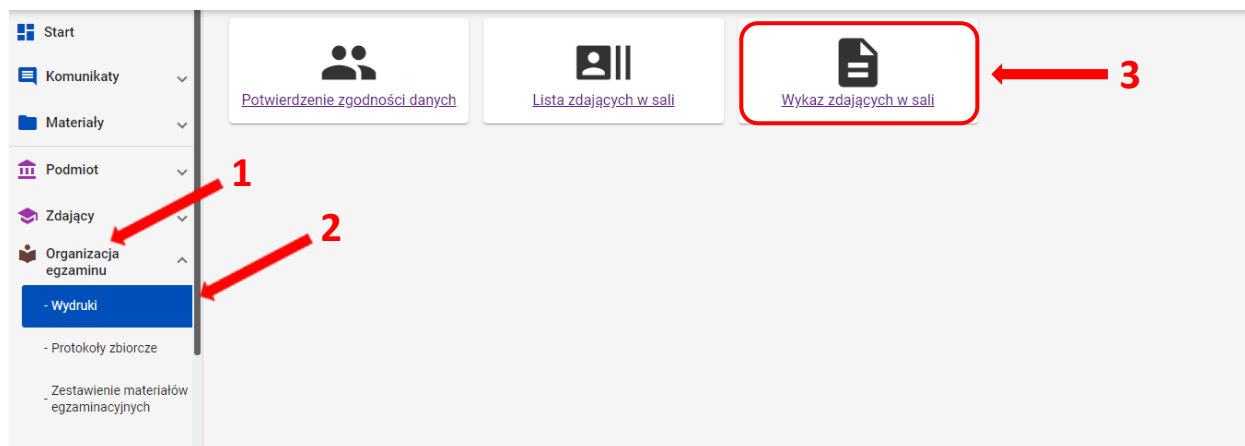 Start
Komunikaty
Materiały
Podmiot
Zdający
Organizacja
egzaminu
- Wydruki
- Protokoły zbiorcze
- Zestawienie materiałów
egzaminacyjnych
Potwierdzenie zgodności danych
Lista zdających w sali
Wykaz zdających w sali
1
2
3